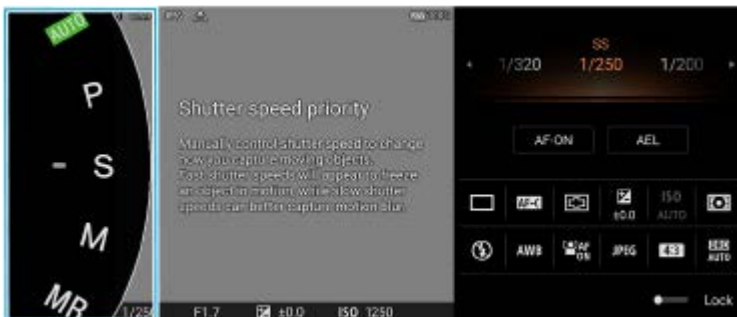 AUTO
P
- S
M
MR
Shutter speed priority
Manually control shutter speed to change
how you capture moving objects.
Fast shutter speeds will appear to freeze
an object in motion, while slow shutter
speeds can better capture motion blur.
1/250
F1.7 ±0.0 ISO 1250
SS
1/320 1/250 1/200
AF-ON AEL
AF-C ±0.0 ISO AUTO
AWB AF ON JPEG 4:3 AUTO
Lock